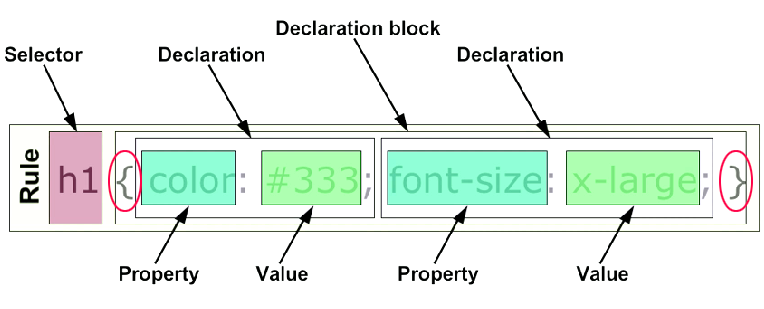 Declaration block
Selector
Declaration
Declaration
Rule
h1 { color: #333; font-size: x-large; }
Property
Value
Property
Value